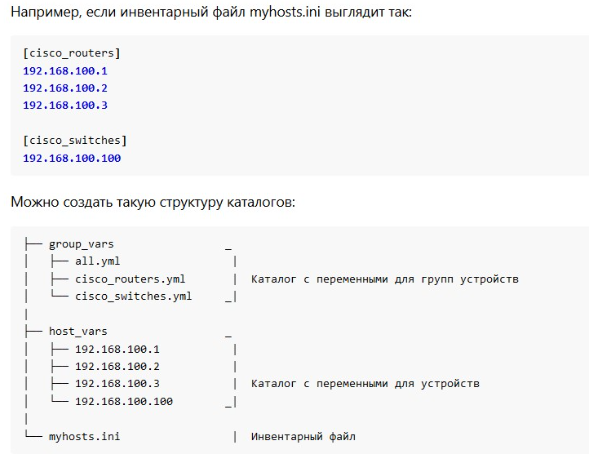 Например, если инвентарный файл myhosts.ini выглядит так:
[cisco_routers]
192.168.100.1
192.168.100.2
192.168.100.3

[cisco_switches]
192.168.100.100

Можно создать такую структуру каталогов:

├── group_vars                 _
│   ├── all.yml                 |
│   ├── cisco_routers.yml       |  Каталог с переменными для групп устройств
│   └── cisco_switches.yml     _|
|
├── host_vars                  _
│   ├── 192.168.100.1           |
│   ├── 192.168.100.2           |
│   ├── 192.168.100.3           |  Каталог с переменными для устройств
│   └── 192.168.100.100        _|
|
└── myhosts.ini                 |  Инвентарный файл